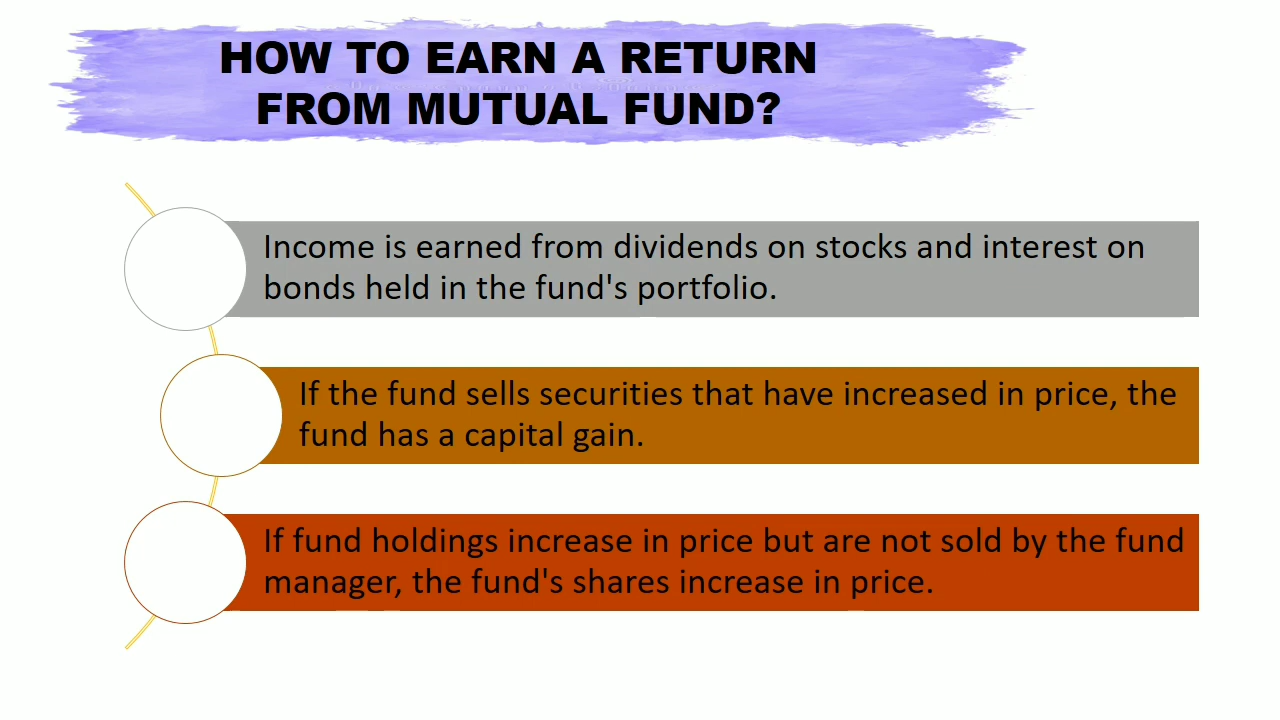 HOW TO EARN A RETURN
FROM MUTUAL FUND?
Income is earned from dividends on stocks and interest on
bonds held in the fund's portfolio.
If the fund sells securities that have increased in price, the
fund has a capital gain.
If fund holdings increase in price but are not sold by the fund
manager, the fund's shares increase in price.